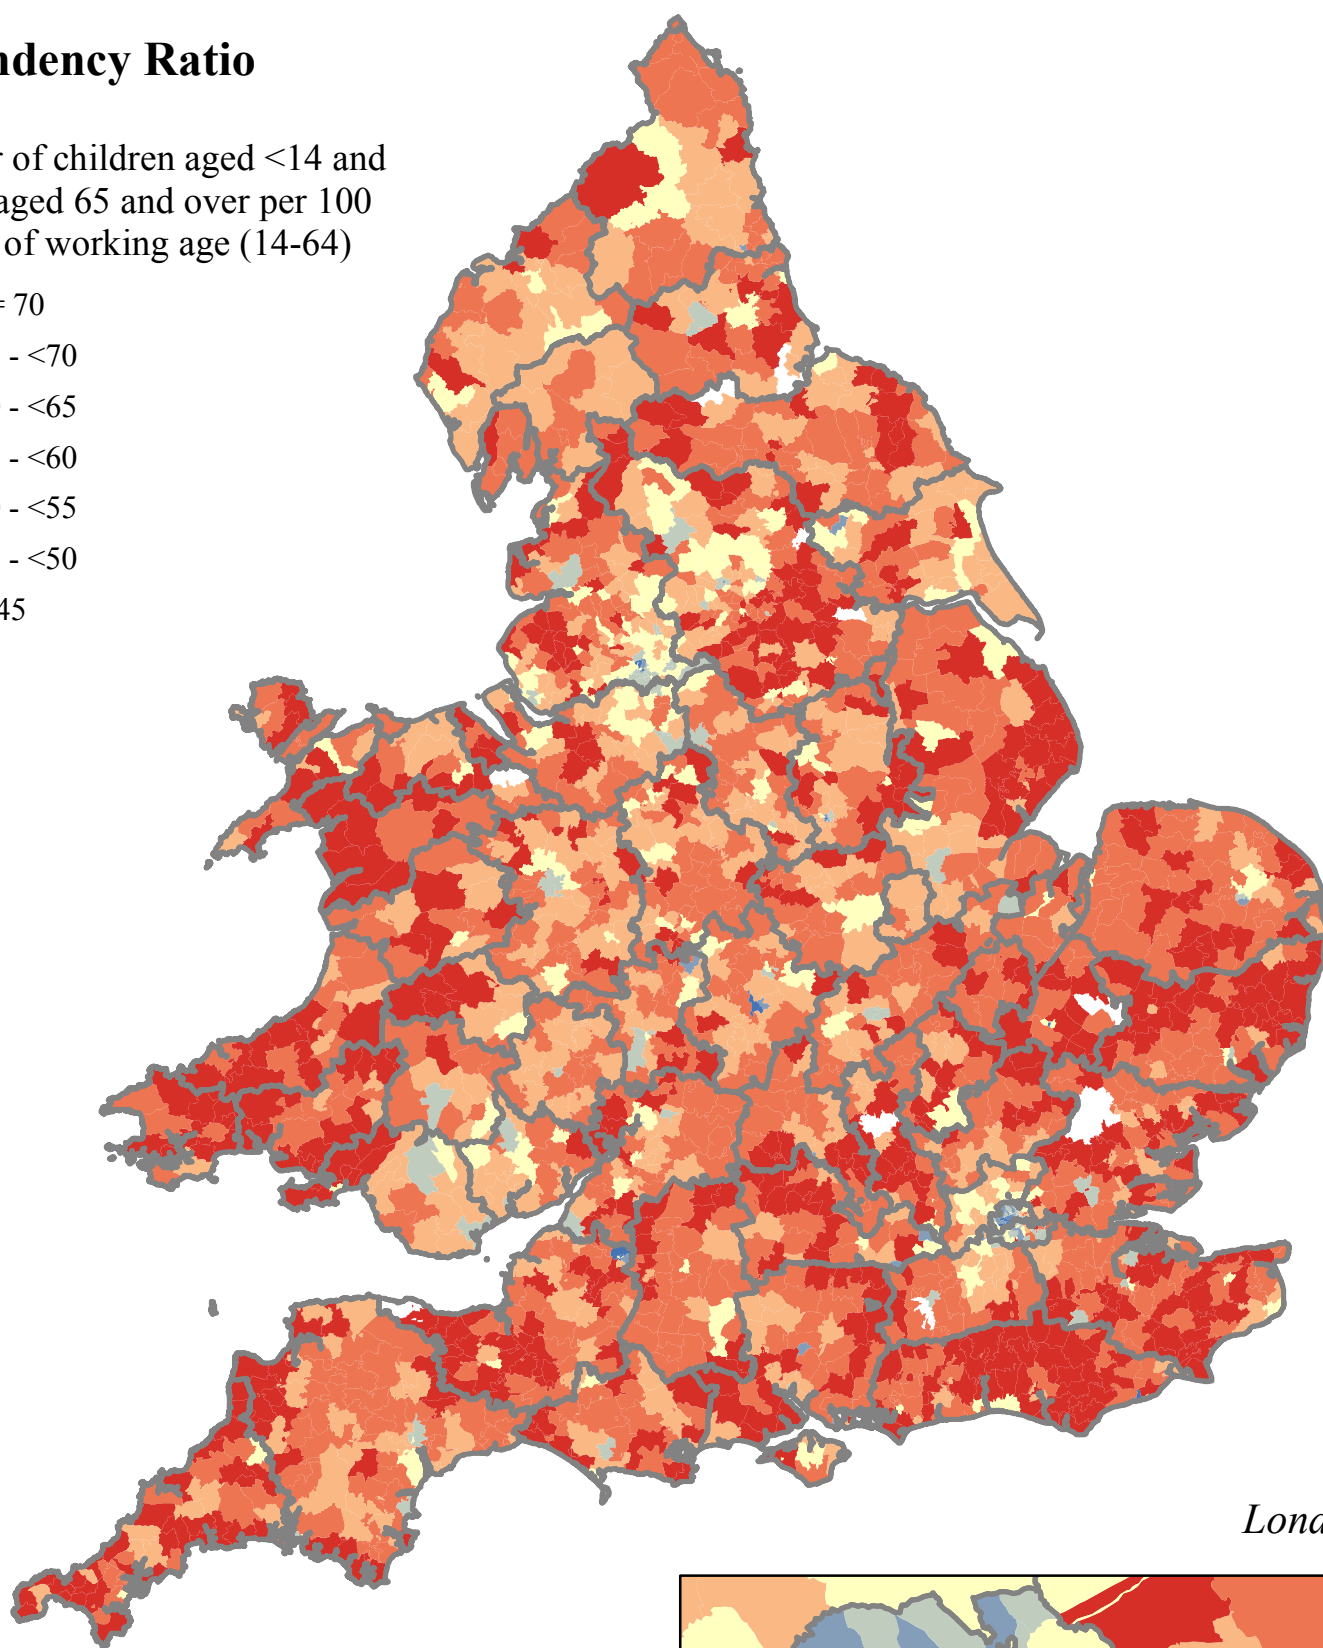 ndency Ratio
r of children aged <14 and
aged 65 and over per 100
of working age (14-64)
= 70
- <70
- <65
- <60
- <55
- <50
45
Lond